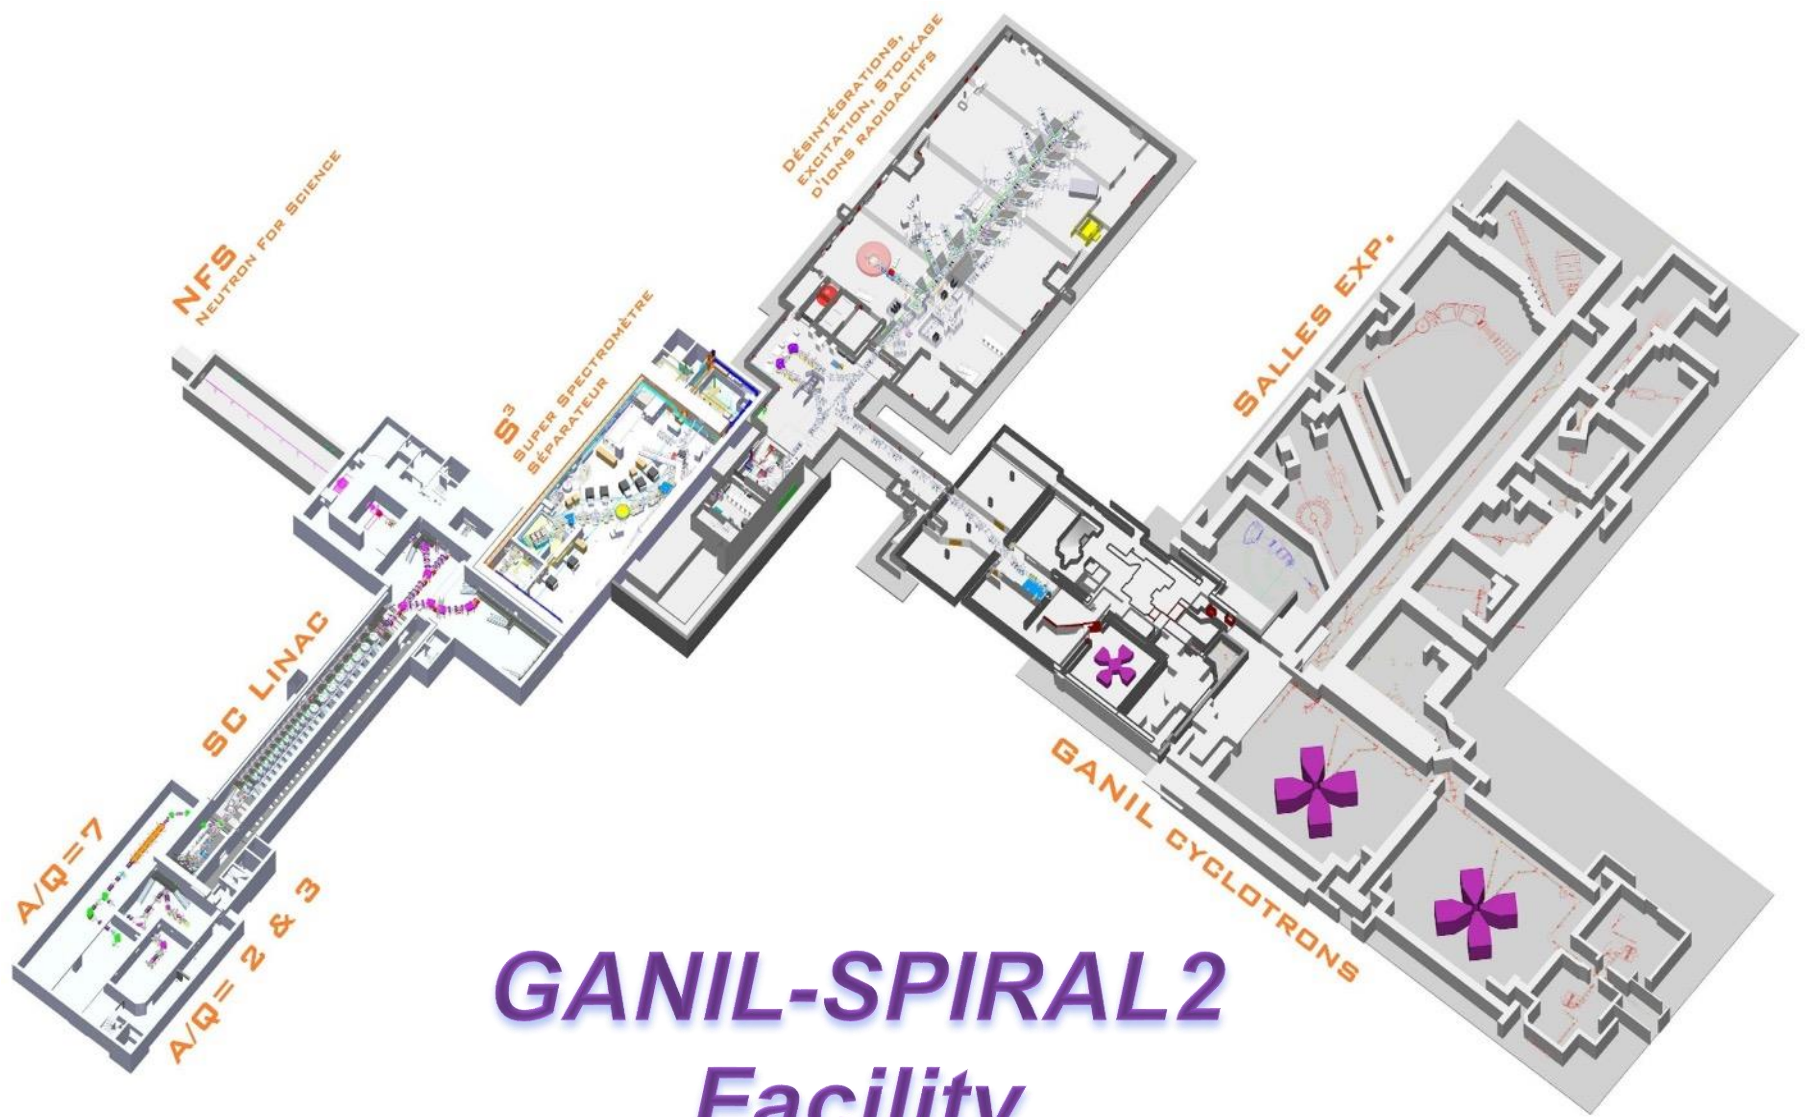 NFS
NEUTRON FOR SCIENCE
S³
SUPER SPECTROMÈTRE
SÉPARATEUR
DÉSINTÉGRATIONS,
EXCITATION, STOCKAGE
D'IONS RADIOACTIFS
SALLES EXP.
SC LINAC
A/Q=7
A/Q= 2 & 3
GANIL CYCLOTRONS
GANIL-SPIRAL2
Facility